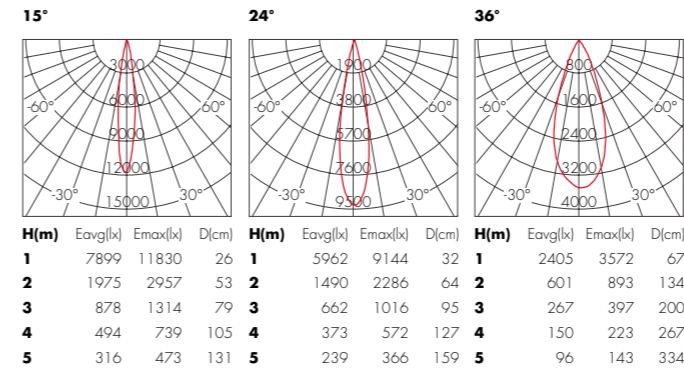 15° 24° 36°
3000 1900 800
6000 3800 1600
-60° 60° -60° 60° -60° 60°
9000 5700 2400
12000 7600 3200
-30° 30° -30° 30° -30° 30°
15000 9500 4000
H(m) Eavg(lx) Emax(lx) D(cm) H(m) Eavg(lx) Emax(lx) D(cm) H(m) Eavg(lx) Emax(lx) D(cm)
1 7899 11830 26 1 5962 9144 32 1 2405 3572 67
2 1975 2957 53 2 1490 2286 64 2 601 893 134
3 878 1314 79 3 662 1016 95 3 267 397 200
4 494 739 105 4 373 572 127 4 150 223 267
5 316 473 131 5 239 366 159 5 96 143 334